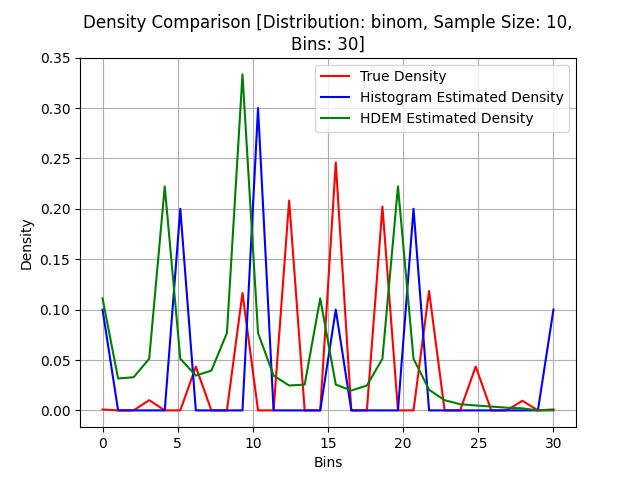 Density Comparison [Distribution: binom, Sample Size: 10,
Bins: 30]
True Density
Histogram Estimated Density
HDEM Estimated Density
Density
0.35
0.30
0.25
0.20
0.15
0.10
0.05
0.00
0 5 10 15 20 25 30
Bins